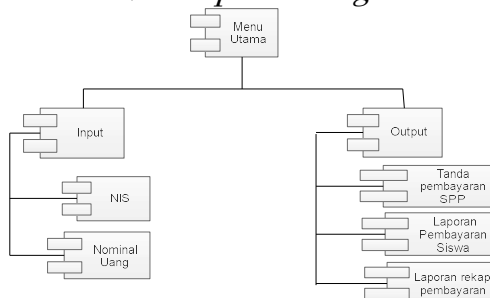 Menu
Utama
Input
Output
NIS
Nominal
Uang
Tanda
pembayaran
SPP
Laporan
Pembayaran
Siswa
Laporan rekap
pembayaran